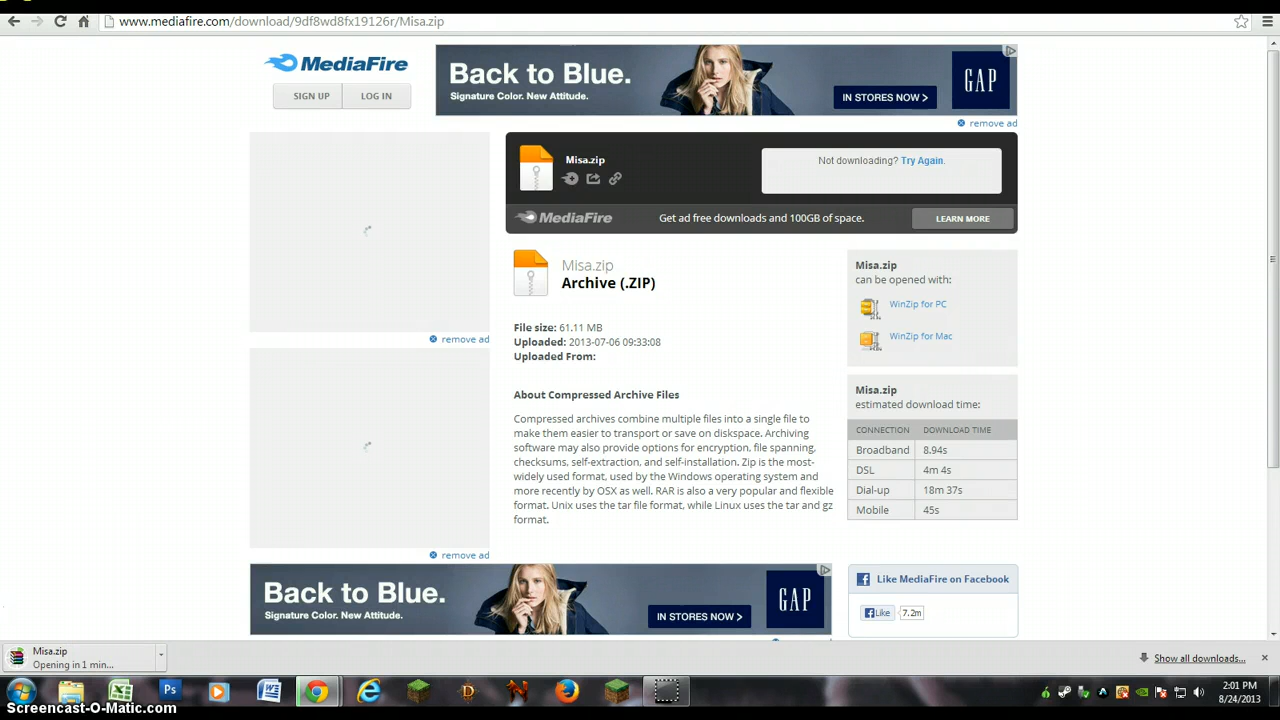 www.mediafire.com/download/9df8wd8fx19126r/Misa.zip
MediaFire
SIGN UP
LOG IN
Back to Blue.
Signature Color. New Attitude.
IN STORES NOW >
GAP
remove ad
Misa.zip
Not downloading? Try Again.
MediaFire
Get ad free downloads and 100GB of space.
LEARN MORE
remove ad
Misa.zip
Archive (.ZIP)
File size: 61.11 MB
Uploaded: 2013-07-06 09:33:08
Uploaded From:
About Compressed Archive Files
Compressed archives combine multiple files into a single file to
make them easier to transport or save on diskspace. Archiving
software may also provide options for encryption, file spanning,
checksums, self-extraction, and self-installation. Zip is the most-
widely used format, used by the Windows operating system and
more recently by OSX as well. RAR is also a very popular and flexible
format. Unix uses the tar file format, while Linux uses the tar and gz
format.
Misa.zip
can be opened with:
WinZip for PC
WinZip for Mac
Misa.zip
estimated download time:
CONNECTION DOWNLOAD TIME
Broadband 8.94s
DSL 4m 4s
Dial-up 18m 37s
Mobile 45s
remove ad
Back to Blue.
Signature Color. New Attitude.
IN STORES NOW >
GAP
Like MediaFire on Facebook
Like 7.2m
Misa.zip
Opening in 1 min...
Show all downloads...
Ps
2:01 PM
8/24/2013
Screencast-O-Matic.com